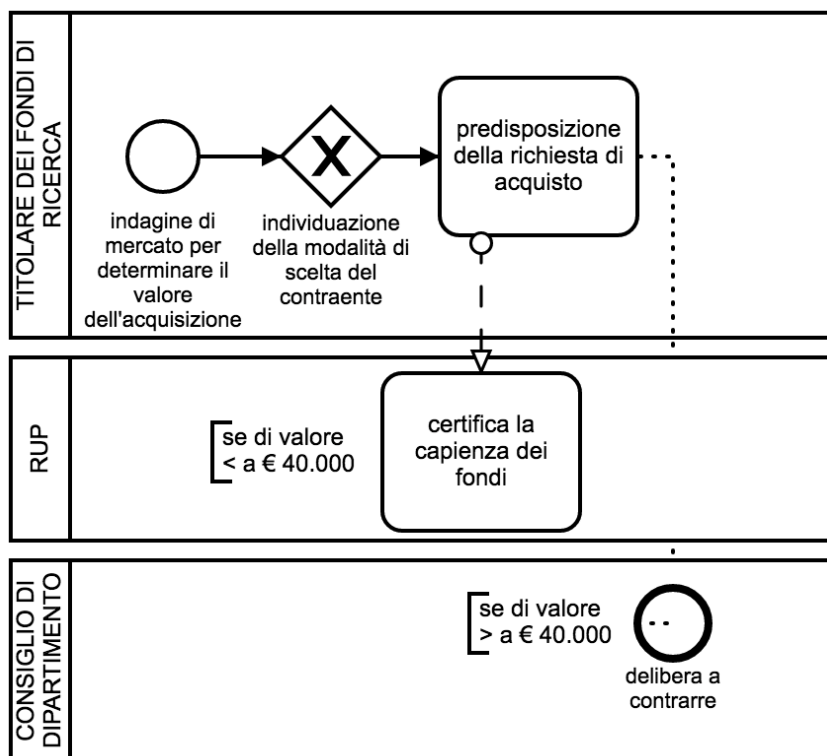 TITOLARE DEI FONDI DI
RICERCA
indagine di
mercato per
determinare il
valore
dell'acquisizione
X
individuazione
della modalità di
scelta del
contraente
predisposizione
della richiesta di
acquisto
RUP
se di valore
< a € 40.000
certifica la
capienza dei
fondi
CONSIGLIO DI
DIPARTIMENTO
se di valore
> a € 40.000
delibera a
contrarre